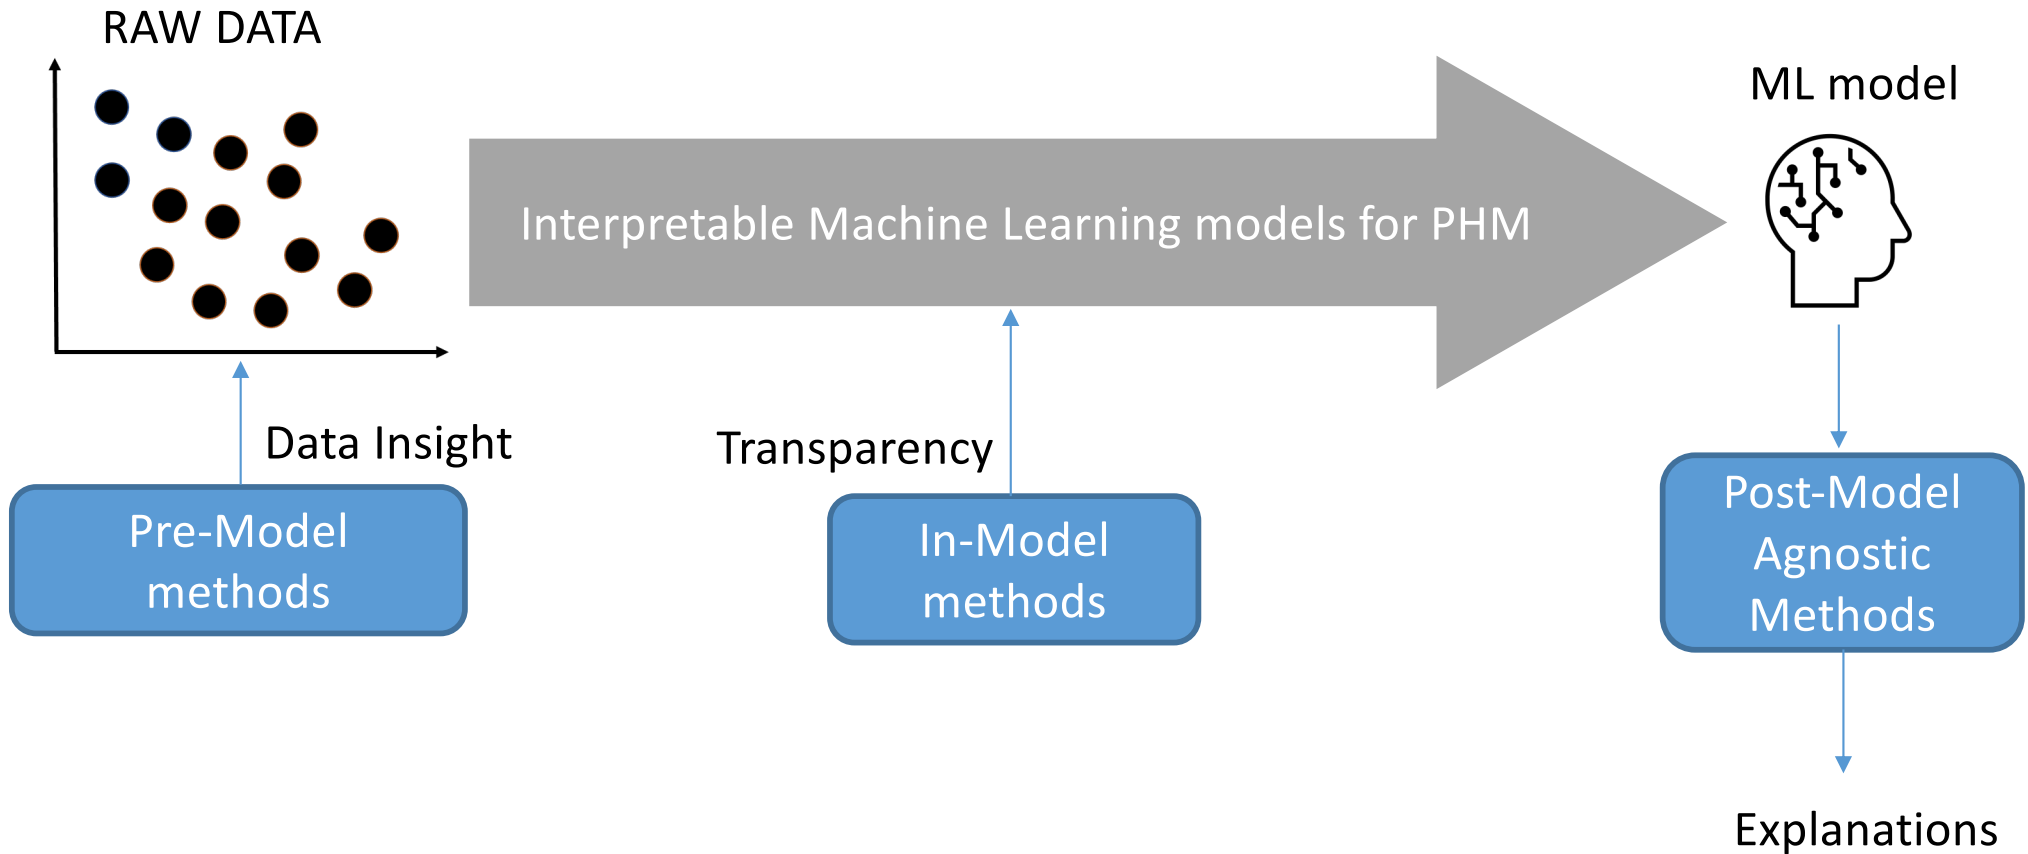 RAW DATA
ML model
Interpretable Machine Learning models for PHM
Data Insight
Transparency
Pre-Model
methods
In-Model
methods
Post-Model
Agnostic
Methods
Explanations